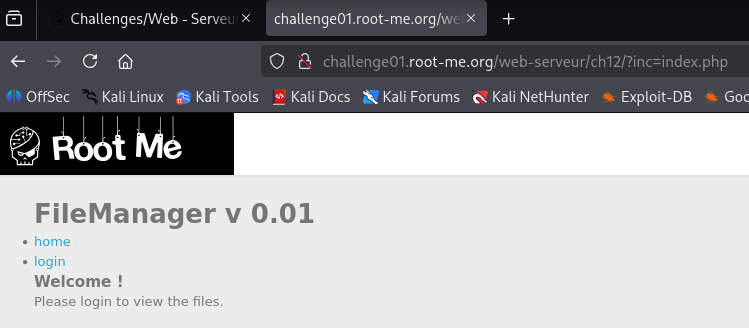 Challenges/Web - Serveur
challenge01.root-me.org/we
challenge01.root-me.org/web-serveur/ch12/?inc=index.php
OffSec Kali Linux Kali Tools Kali Docs Kali Forums Kali NetHunter Exploit-DB Goo
Root Me
FileManager v 0.01
home
login
Welcome !
Please login to view the files.